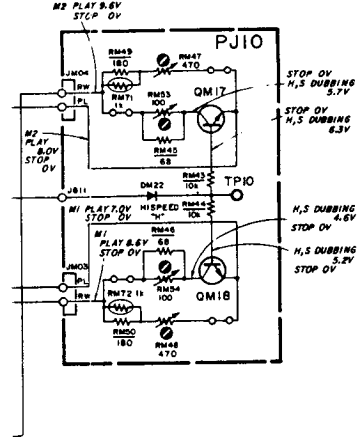 M2 PLAY 9.6V
STOP 0V
PJ10
RM49
180
RM47
470
JM04
RW
PL
RM71
1k
RM53
100
QM17
STOP 0V
H,S DUBBING
5.7V
STOP 0V
H,S DUBBING
6.3V
RM45
68
M2
PLAY
8.0V
STOP
0V
RM43
10k
TP10
J611
DM22
HISPEED
"H"
RM44
10k
M1 PLAY 7.0V
STOP 0V
M1
PLAY 8.6V
STOP 0V
RM46
68
H,S DUBBING
4.6V
STOP 0V
H,S DUBBING
5.2V
STOP 0V
JM03
PL
RW
RM72 1k
RM54
100
QM18
RM50
180
RM48
470